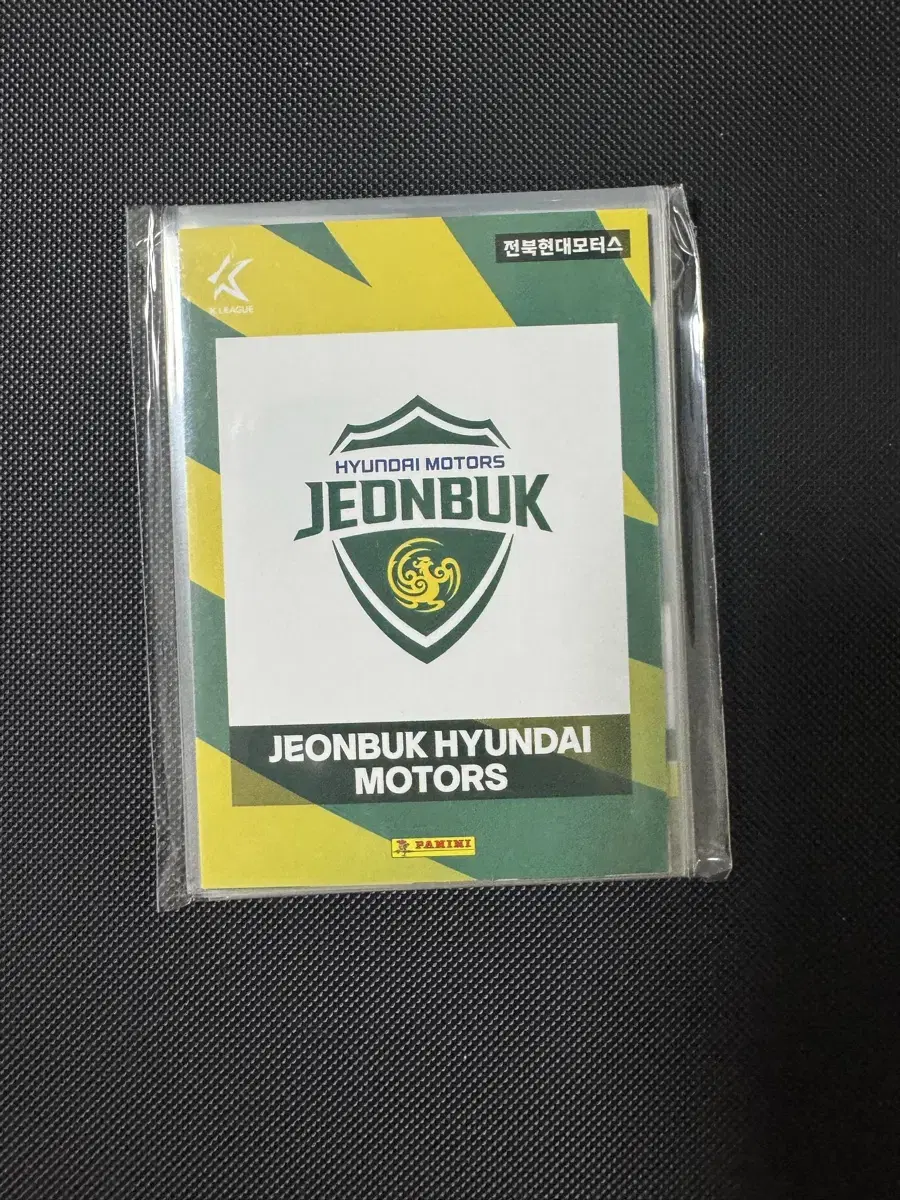 전북현대모터스
K LEAGUE
HYUNDAI MOTORS
JEONBUK
JEONBUK HYUNDAI
MOTORS
PANINI